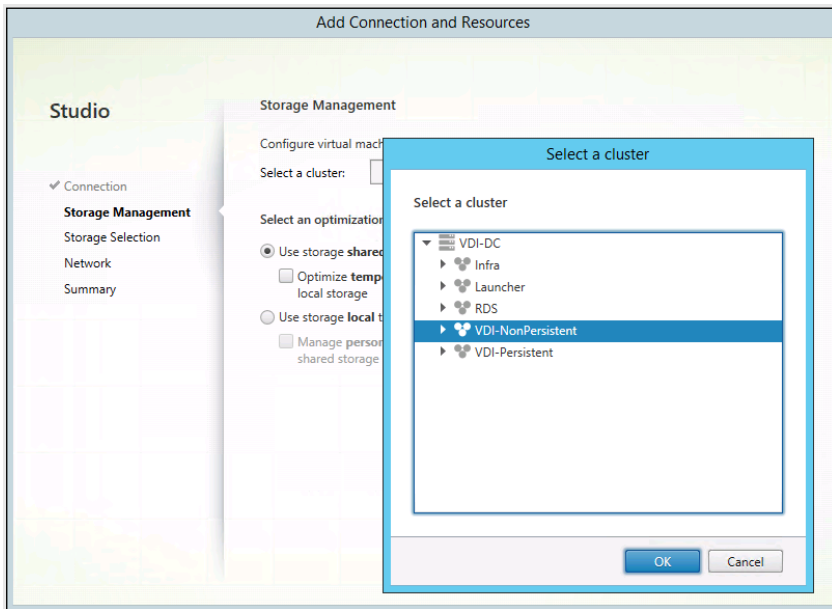 Add Connection and Resources
Studio
Connection
Storage Management
Storage Selection
Network
Summary
Storage Management
Configure virtual mach
Select a cluster:
Select an optimization
Use storage shared
Optimize tempo
local storage
Use storage local t
Manage person
shared storage
Select a cluster
Select a cluster
VDI-DC
Infra
Launcher
RDS
VDI-NonPersistent
VDI-Persistent
OK
Cancel